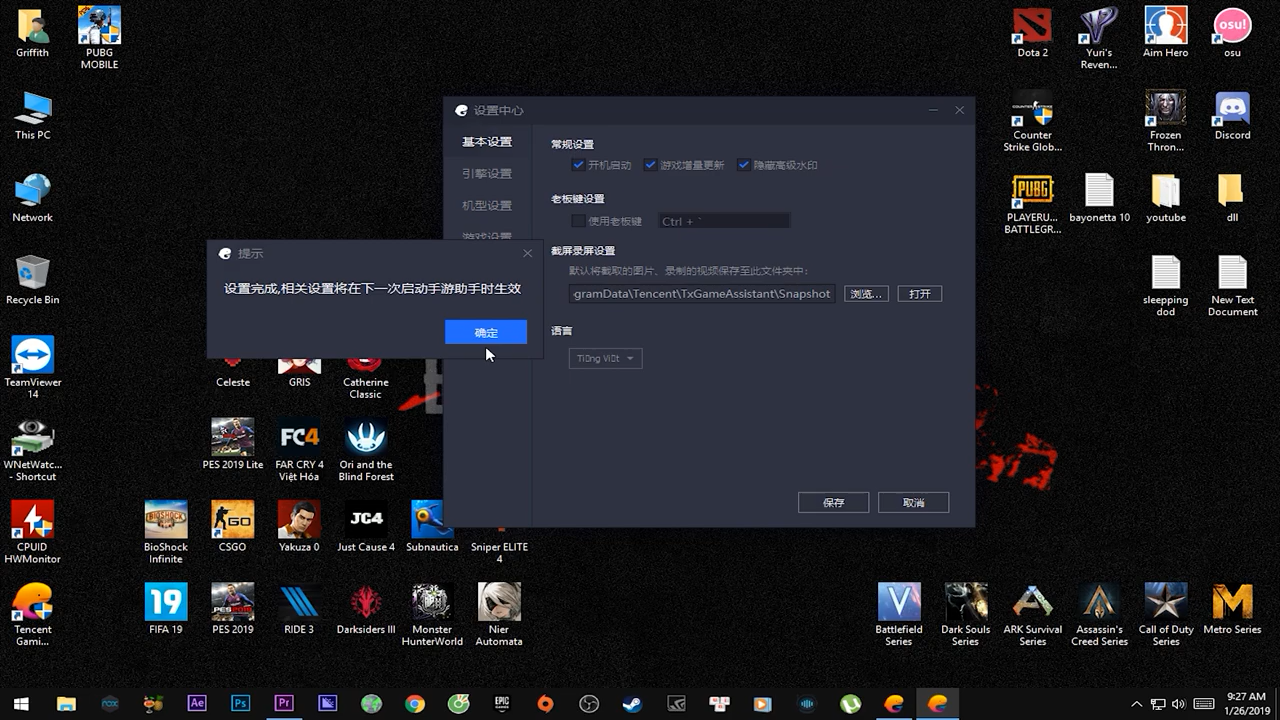 Griffith
PUBG
MOBILE
Dota 2
Yuri's
Reven...
Aim Hero
osu!
osu
This PC
设置中心
基本设置
引擎设置
机型设置
常规设置
开机启动
游戏增量更新
隐藏高级水印
老板键设置
使用老板键
Ctrl + `
截屏录屏设置
默认将截取的图片、录制的视频保存至此文件夹中:
gramData\Tencent\TxGameAssistant\Snapshot
浏览...
打开
语言
Tiếng Việt
保存
取消
提示
设置完成,相关设置将在下一次启动手游助手时生效
确定
Counter
Strike Glob...
Frozen
Thron...
Discord
Network
PUBG
PLAYERU...
BATTLEGR...
bayonetta 10
youtube
dll
Recycle Bin
sleepping
dod
New Text
Document
TeamViewer
14
Celeste
GRIS
Catherine
Classic
WNetWatc...
- Shortcut
PES 2019 Lite
FC4
FAR CRY 4
Việt Hóa
Ori and the
Blind Forest
CPUID
HWMonitor
BioShock
Infinite
GO
CSGO
Yakuza 0
JC4
Just Cause 4
Subnautica
Sniper ELITE
4
Tencent
Gami...
19
FIFA 19
PES 2019
RIDE 3
Darksiders III
Monster
HunterWorld
Nier
Automata
Battlefield
Series
Dark Souls
Series
ARK Survival
Series
Assassin's
Creed Series
Call of Duty
Series
Metro Series
Ae
Ps
Pr
EPIC
9:27 AM
1/26/2019